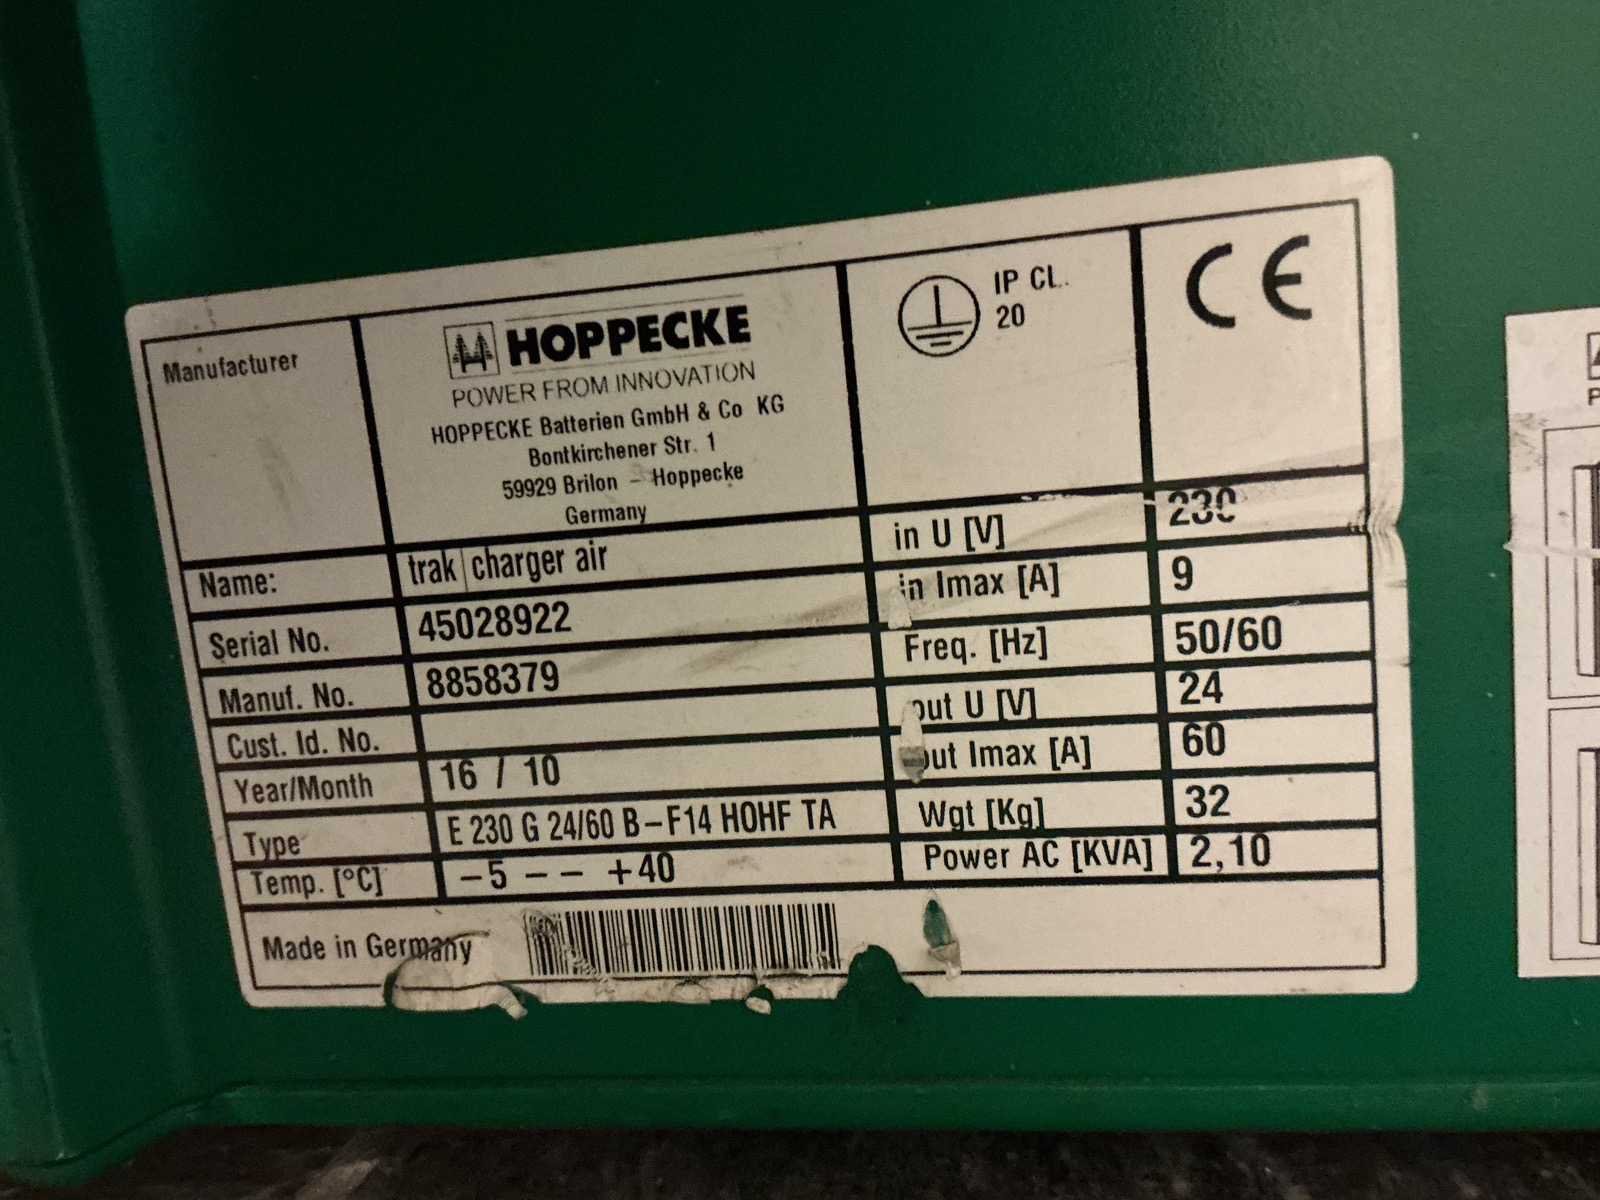 Manufacturer
HOPPECKE
POWER FROM INNOVATION
HOPPECKE Batterien GmbH & Co KG
Bontkirchener Str. 1
59929 Brilon - Hoppecke
Germany
IP CL.
20
CE
Name: trak | charger air
Serial No. 45028922
Manuf. No. 8858379
Cust. Id. No.
Year/Month 16 / 10
Type E 230 G 24/60 B-F14 HOHF TA
Temp. [°C] -5 -- +40
in U [V] 230
in Imax [A] 9
Freq. [Hz] 50/60
out U [V] 24
out Imax [A] 60
Wgt [Kg] 32
Power AC [KVA] 2,10
Made in Germany